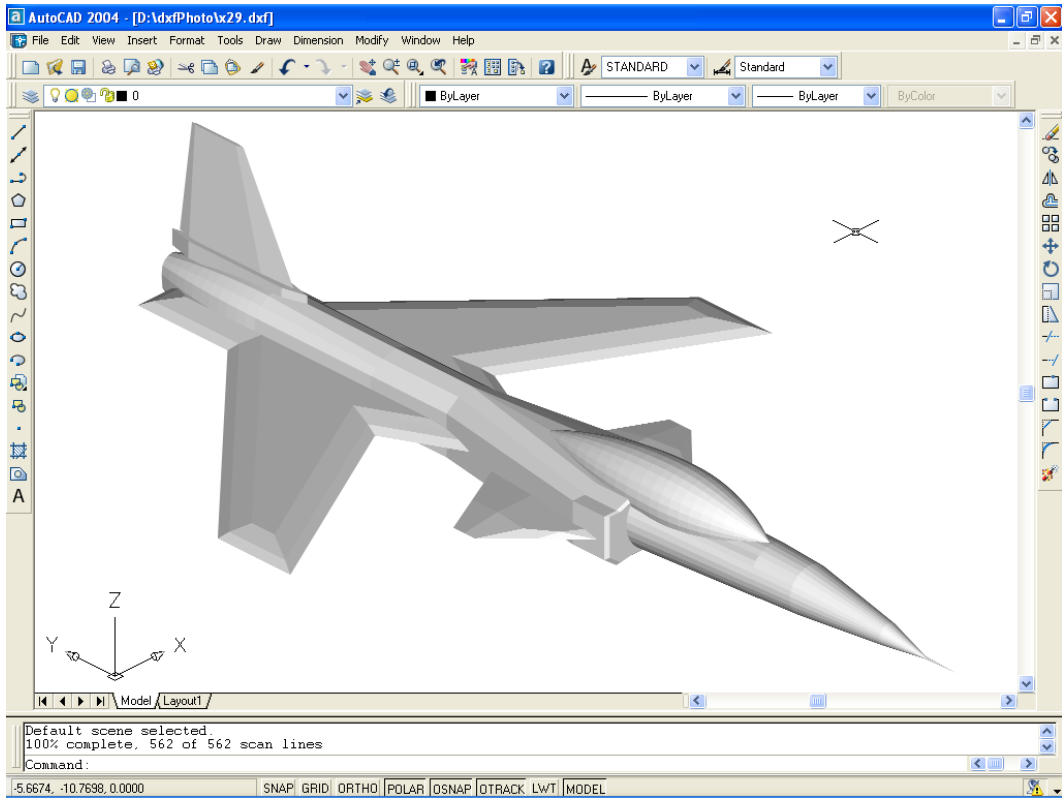 AutoCAD 2004 - [D:\dxfPhoto\x29.dxf]
File Edit View Insert Format Tools Draw Dimension Modify Window Help
STANDARD Standard
0 ByLayer ByLayer ByLayer ByColor
A
Z
Y X
Model Layout1
Default scene selected.
100% complete, 562 of 562 scan lines
Command:
-5.6674, -10.7698, 0.0000 SNAP GRID ORTHO POLAR OSNAP OTRACK LWT MODEL